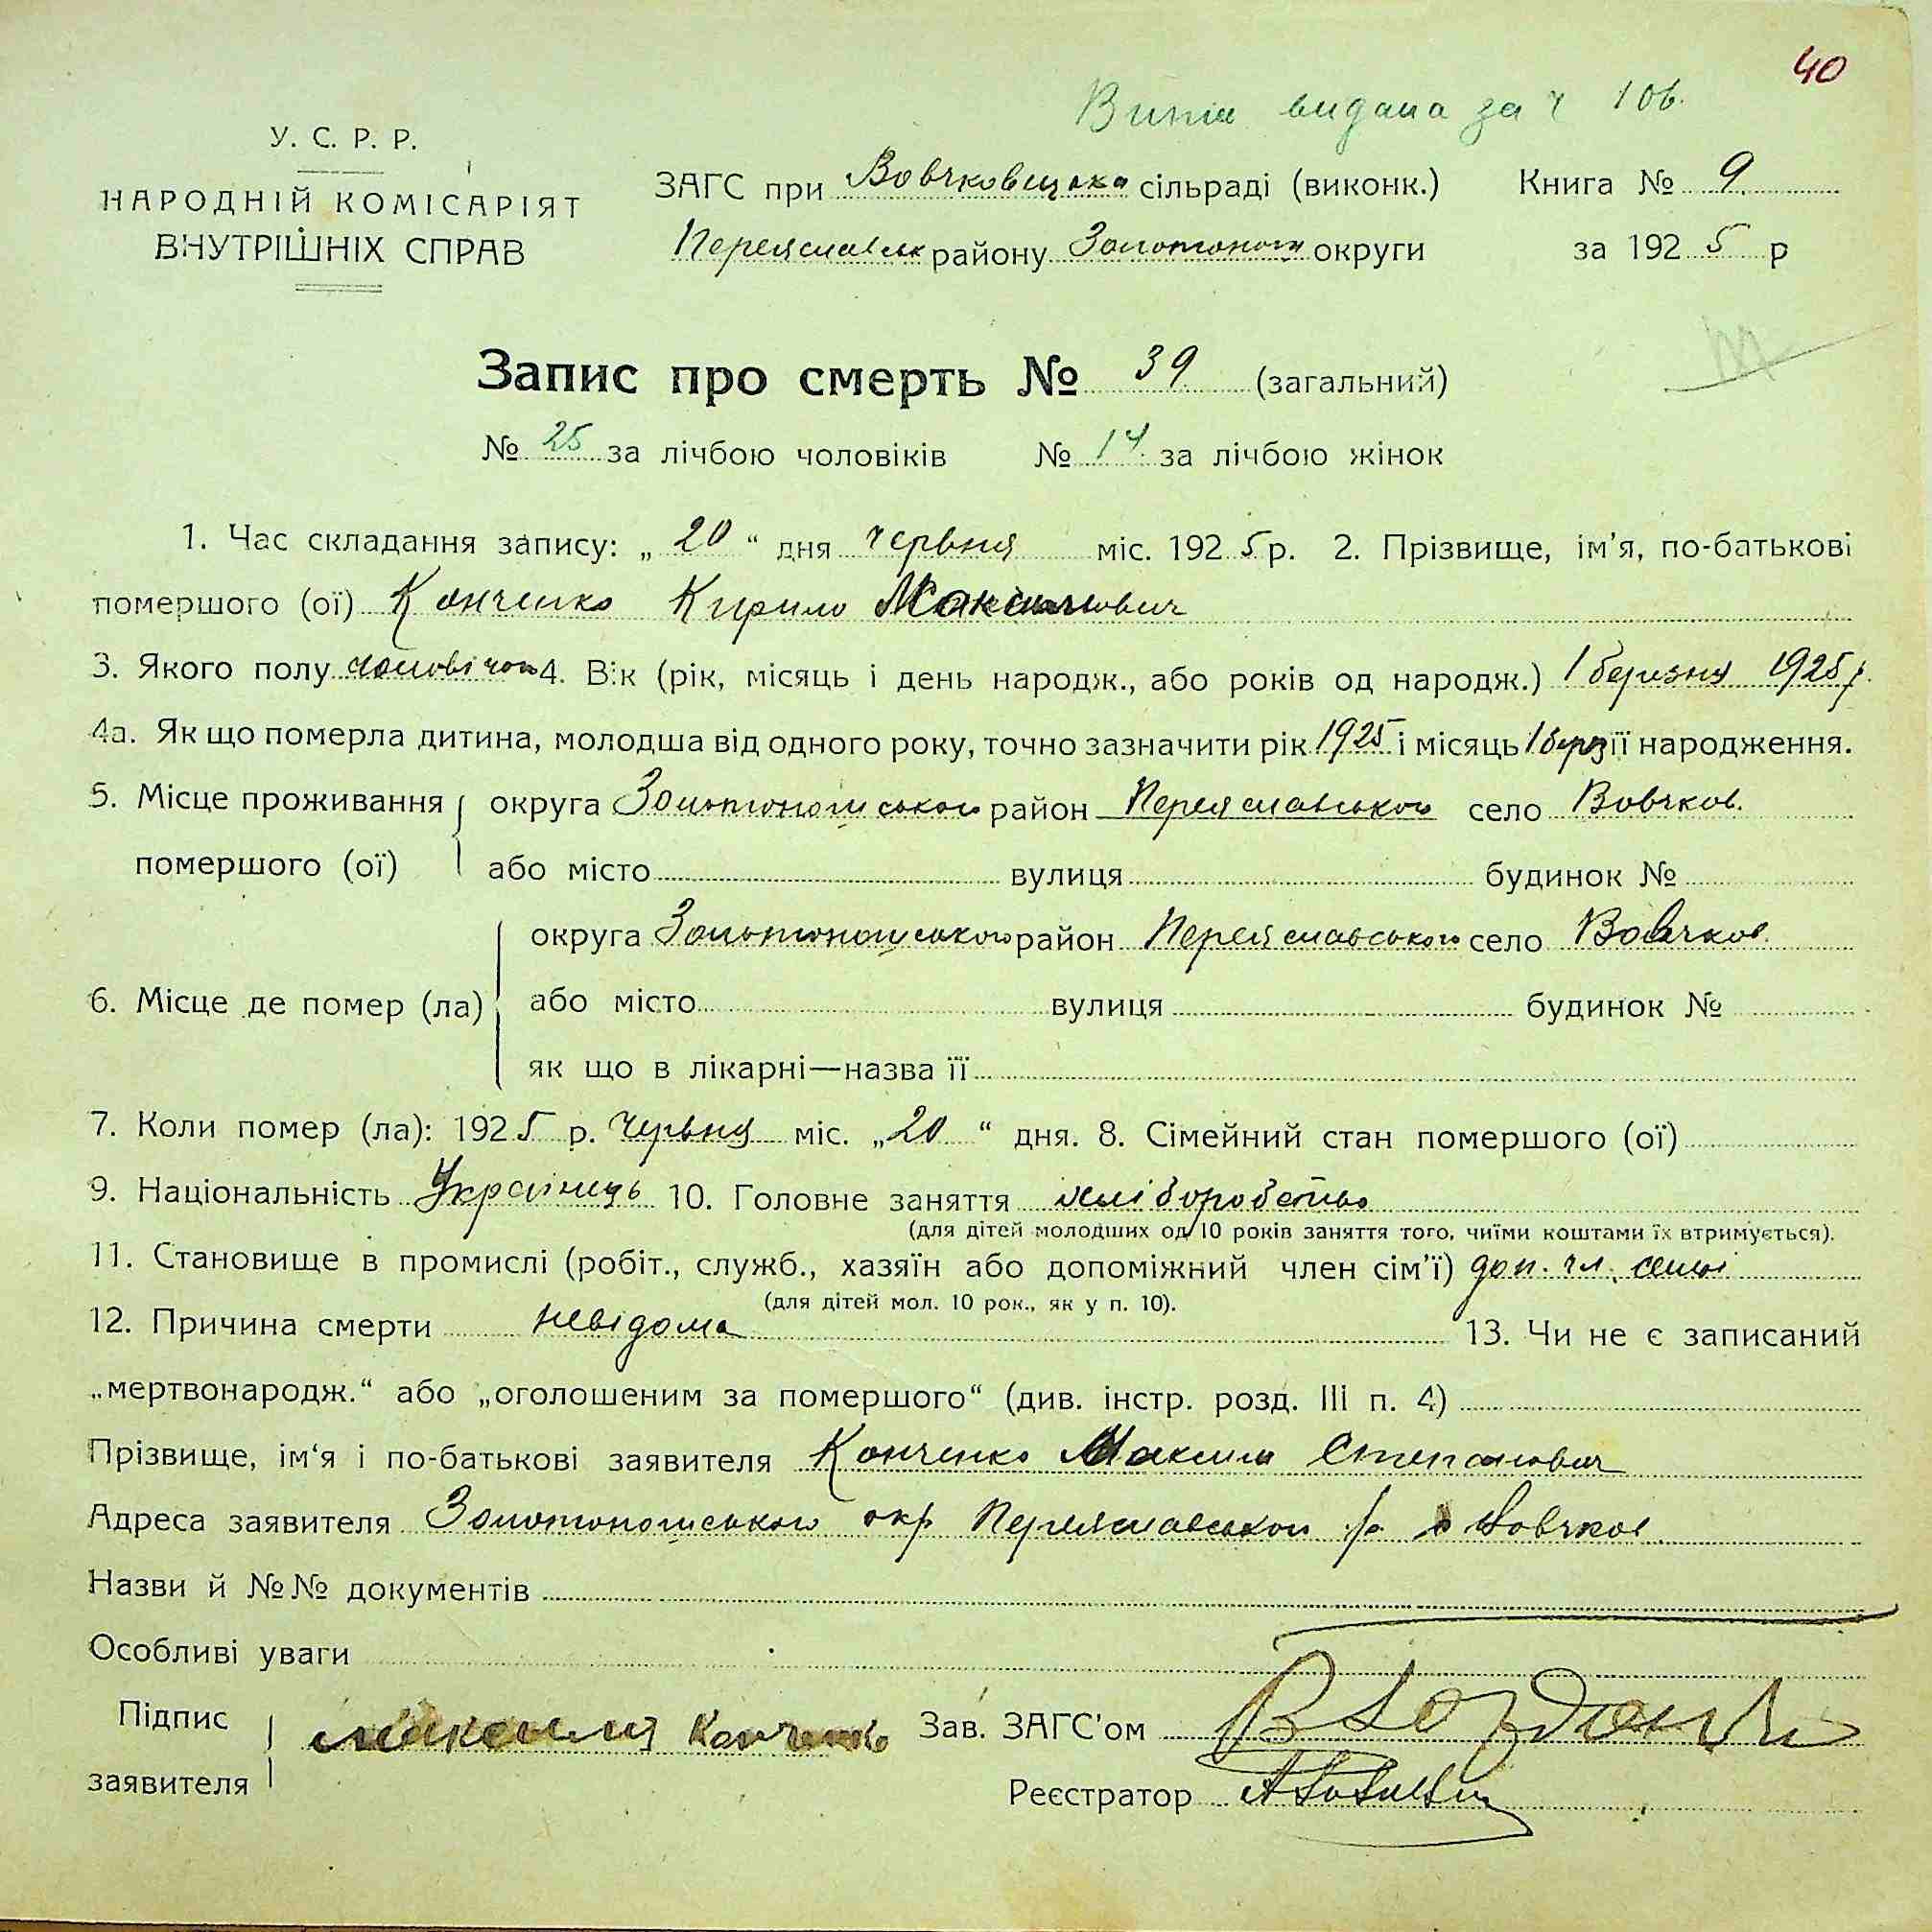 40
видана за ч 106.
У. С. Р. Р.
НАРОДНІЙ КОМІСАРІЯТ
ВНУТРІШНІХ СПРАВ
ЗАГС при Вовчковецька сільраді (виконк.) Книга № 9
Переяславськ району Золотонош округи за 1925 р
Запис про смерть № 39 (загальний)
№ 25 за лічбою чоловіків № 14 за лічбою жінок
1. Час складання запису: „20“ дня червня міс. 1925 р. 2. Прізвище, ім'я, по-батькові
помершого (ої) Конченко Кирило Максимович
3. Якого полу 4. Вік (рік, місяць і день народж., або років од народж.) 1 березня 1925 р.
4а. Як що померла дитина, молодша від одного року, точно зазначити рік 1925 і місяць 1 берез її народження.
5. Місце проживання помершого (ої) округа Золотоношського район Переяславського село Вовчков.
або місто вулиця будинок №
6. Місце де помер (ла) округа Золотоношського район Переяславського село Вовчков
або місто вулиця будинок №
як що в лікарні—назва її
7. Коли помер (ла): 1925 р. Червня міс. „20“ дня. 8. Сімейний стан помершого (ої)
9. Національність Українець 10. Головне заняття хліборобство
(для дітей молодших од 10 років заняття того, чиїми коштами їх втримується).
11. Становище в промислі (робіт., служб., хазяїн або допоміжний член сім'ї) доп. чл. семї
(для дітей мол. 10 рок., як у п. 10).
12. Причина смерти невідома 13. Чи не є записаний
„мертвонародж.“ або „оголошеним за помершого“ (див. інстр. розд. III п. 4)
Прізвище, ім'я і по-батькові заявителя Конченко Максим Степанович
Адреса заявителя Золотоношського окр Переяславського р. Вовчков
Назви й №№ документів
Особливі уваги
Підпис заявителя Конченко Зав. ЗАГС'ом
Реєстратор